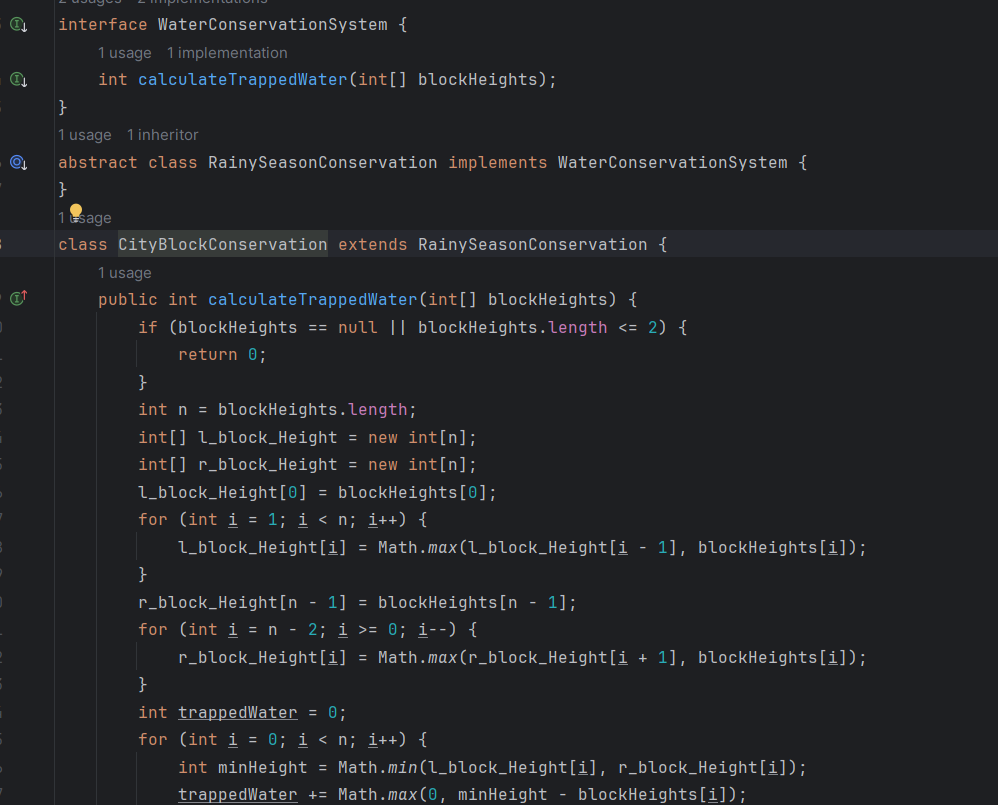 2 usages   2 implementations
interface WaterConservationSystem {
1 usage   1 implementation
int calculateTrappedWater(int[] blockHeights);
}
1 usage   1 inheritor
abstract class RainySeasonConservation implements WaterConservationSystem {
}
1 usage
class CityBlockConservation extends RainySeasonConservation {
1 usage
public int calculateTrappedWater(int[] blockHeights) {
if (blockHeights == null || blockHeights.length <= 2) {
return 0;
}
int n = blockHeights.length;
int[] l_block_Height = new int[n];
int[] r_block_Height = new int[n];
l_block_Height[0] = blockHeights[0];
for (int i = 1; i < n; i++) {
l_block_Height[i] = Math.max(l_block_Height[i - 1], blockHeights[i]);
}
r_block_Height[n - 1] = blockHeights[n - 1];
for (int i = n - 2; i >= 0; i--) {
r_block_Height[i] = Math.max(r_block_Height[i + 1], blockHeights[i]);
}
int trappedWater = 0;
for (int i = 0; i < n; i++) {
int minHeight = Math.min(l_block_Height[i], r_block_Height[i]);
trappedWater += Math.max(0, minHeight - blockHeights[i]);